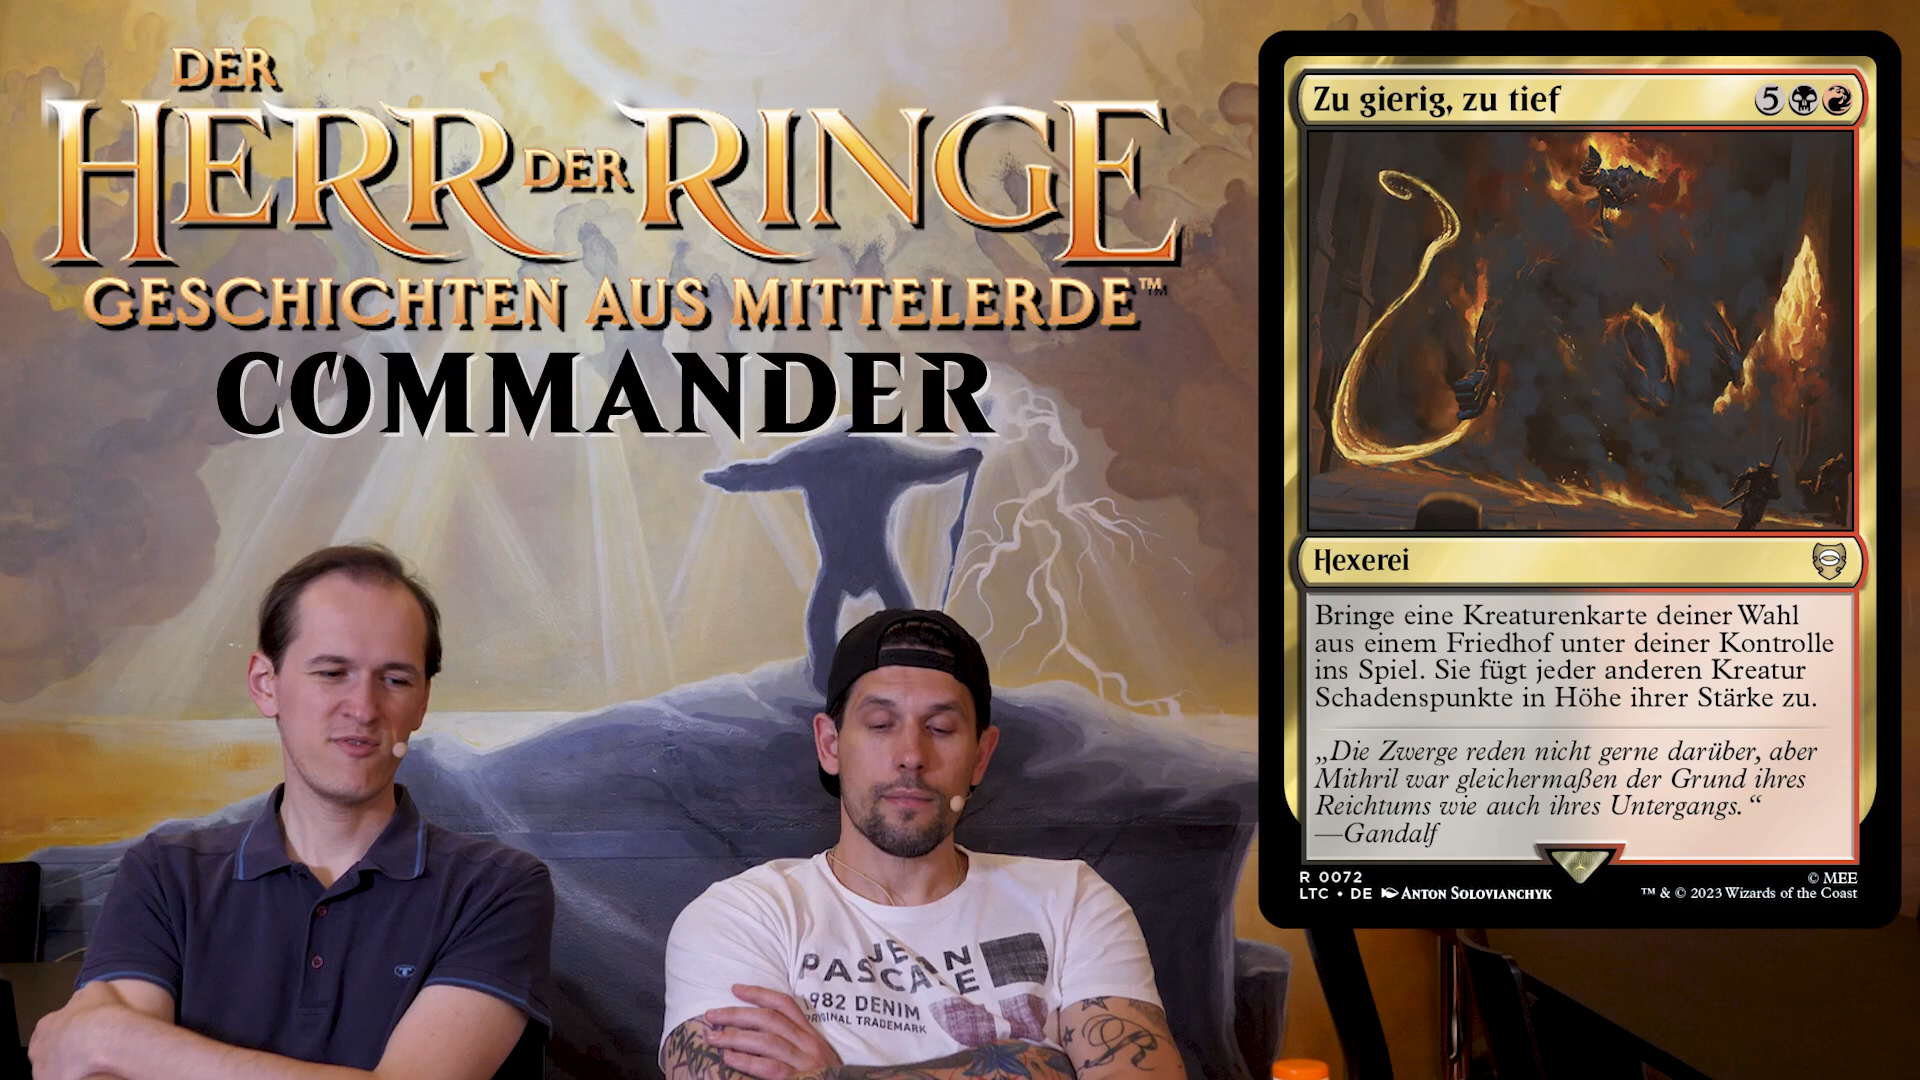 DER
HERR DER RINGE
GESCHICHTEN AUS MITTELERDE™
COMMANDER
Zu gierig, zu tief
5
Hexerei
Bringe eine Kreaturenkarte deiner Wahl
aus einem Friedhof unter deiner Kontrolle
ins Spiel. Sie fügt jeder anderen Kreatur
Schadenspunkte in Höhe ihrer Stärke zu.
„Die Zwerge reden nicht gerne darüber, aber
Mithril war gleichermaßen der Grund ihres
Reichtums wie auch ihres Untergangs.“
—Gandalf
R 0072
LTC • DE ANTON SOLOVIANCHYK
© MEE
™ & © 2023 Wizards of the Coast
JEAN
PASCALE
1982 DENIM
ORIGINAL TRADEMARK